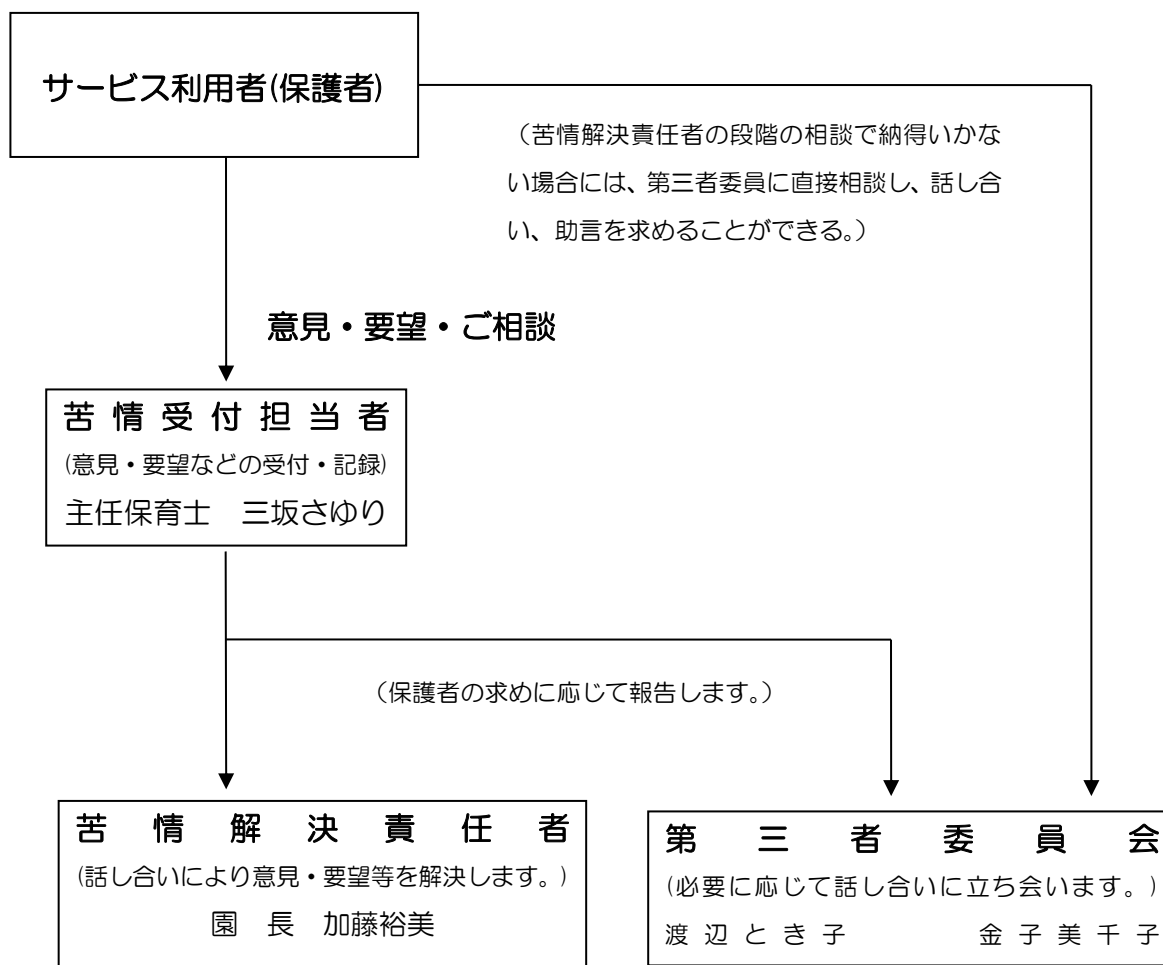 サービス利用者(保護者)
（苦情解決責任者の段階の相談で納得いかな
い場合には、第三者委員に直接相談し、話し合
い、助言を求めることができる。）
意見・要望・ご相談
苦情受付担当者
(意見・要望などの受付・記録)
主任保育士　三坂さゆり
（保護者の求めに応じて報告します。）
苦情解決責任者
(話し合いにより意見・要望等を解決します。)
園　長　加藤裕美
第三者委員会
(必要に応じて話し合いに立ち会います。)
渡辺とき子　　　金子美千子